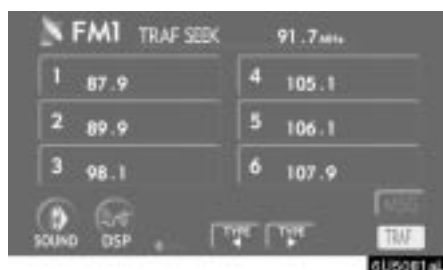 FM1 TRAF SEEK 91.7MHz
1 87.9
4 105.1
2 89.9
5 106.1
3 98.1
6 107.9
MSG
SOUND DSP TYPE TYPE TRAF